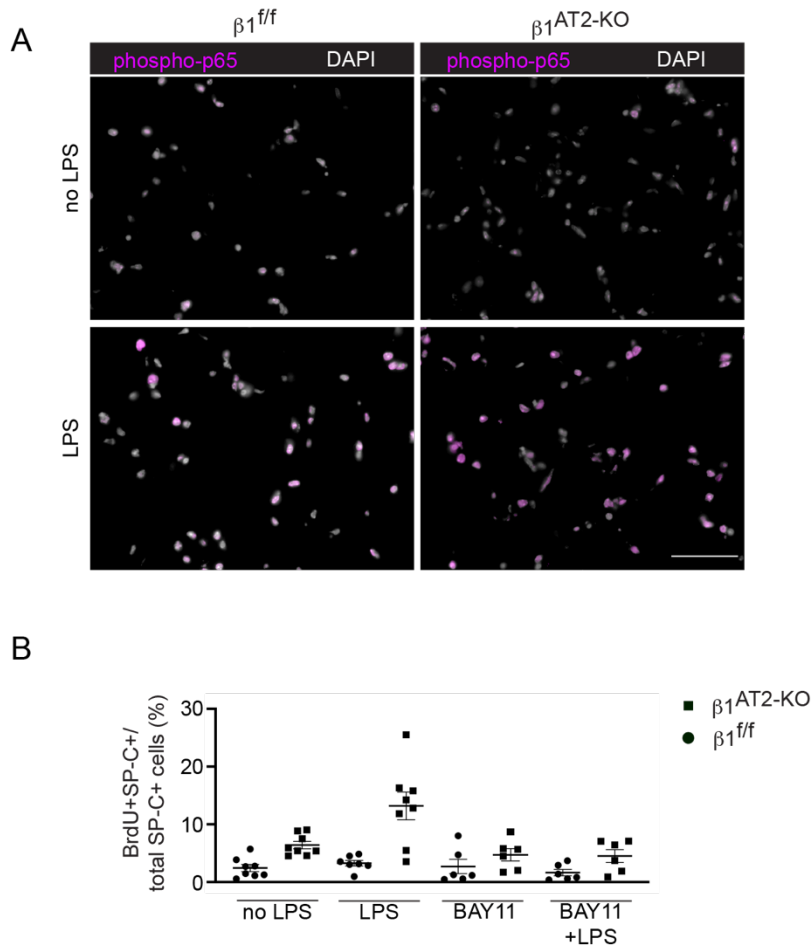 A
β1f/f
β1AT2-KO
phospho-p65 DAPI phospho-p65 DAPI
no LPS
LPS
B
BrdU+SP-C+/
total SP-C+ cells (%)
30
20
10
0
no LPS LPS BAY11 BAY11
+LPS
β1AT2-KO
β1f/f